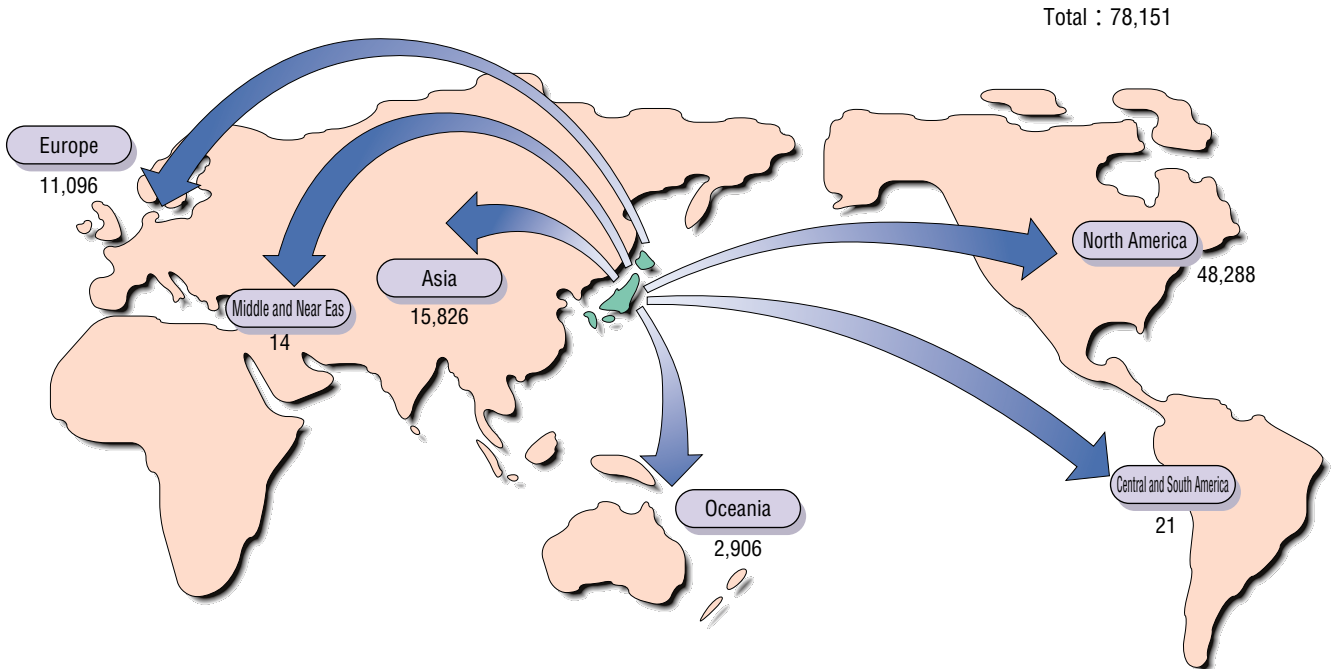 Total：78,151
Europe
11,096
Middle and Near Eas
14
Asia
15,826
North America
48,288
Oceania
2,906
Central and South America
21